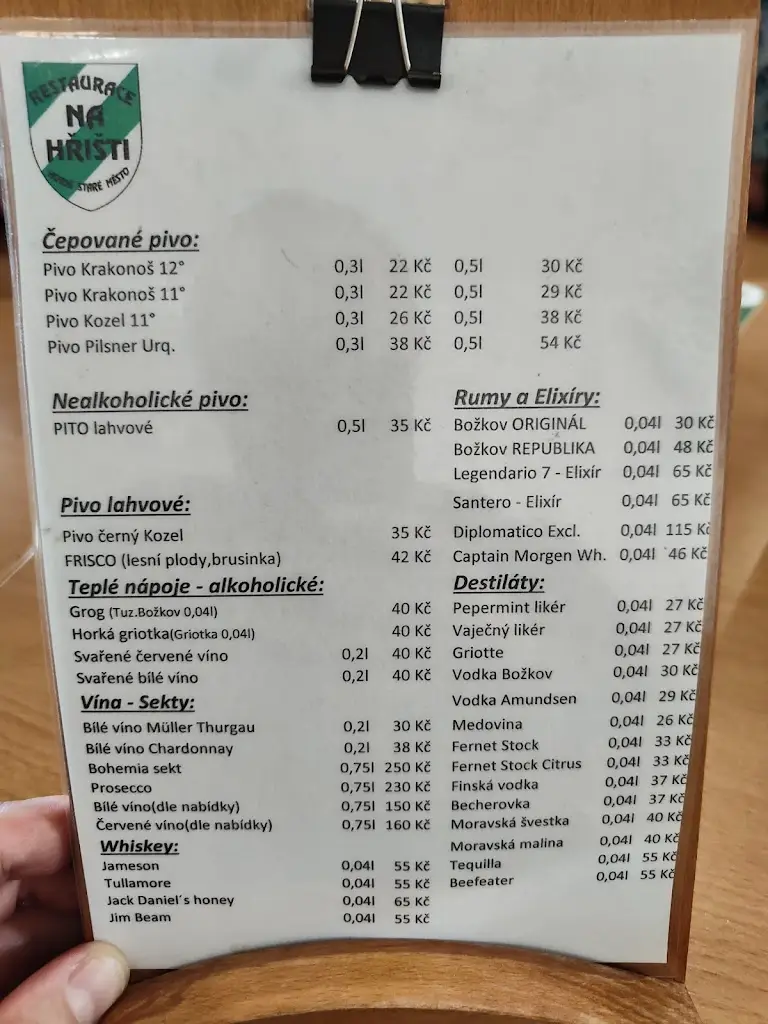 RESTAURACE
NA
HŘIŠTI
STARÉ MĚSTO
Čepované pivo:
Pivo Krakonoš 12° 0,3l 22 Kč 0,5l 30 Kč
Pivo Krakonoš 11° 0,3l 22 Kč 0,5l 29 Kč
Pivo Kozel 11° 0,3l 26 Kč 0,5l 38 Kč
Pivo Pilsner Urq. 0,3l 38 Kč 0,5l 54 Kč
Nealkoholické pivo:
PITO lahvové 0,5l 35 Kč
Pivo lahvové:
Pivo černý Kozel 35 Kč
FRISCO (lesní plody,brusinka) 42 Kč
Teplé nápoje - alkoholické:
Grog (Tuz.Božkov 0,04l) 40 Kč
Horká griotka(Griotka 0,04l) 40 Kč
Svařené červené víno 0,2l 40 Kč
Svařené bílé víno 0,2l 40 Kč
Vína - Sekty:
Bílé víno Müller Thurgau 0,2l 30 Kč
Bílé víno Chardonnay 0,2l 38 Kč
Bohemia sekt 0,75l 250 Kč
Prosecco 0,75l 230 Kč
Bílé víno(dle nabídky) 0,75l 150 Kč
Červené víno(dle nabídky) 0,75l 160 Kč
Whiskey:
Jameson 0,04l 55 Kč
Tullamore 0,04l 55 Kč
Jack Daniel´s honey 0,04l 65 Kč
Jim Beam 0,04l 55 Kč
Rumy a Elixíry:
Božkov ORIGINÁL 0,04l 30 Kč
Božkov REPUBLIKA 0,04l 48 Kč
Legendario 7 - Elixír 0,04l 65 Kč
Santero - Elixír 0,04l 65 Kč
Diplomatico Excl. 0,04l 115 Kč
Captain Morgen Wh. 0,04l 46 Kč
Destiláty:
Pepermint likér 0,04l 27 Kč
Vaječný likér 0,04l 27 Kč
Griotte 0,04l 27 Kč
Vodka Božkov 0,04l 30 Kč
Vodka Amundsen 0,04l 29 Kč
Medovina 0,04l 26 Kč
Fernet Stock 0,04l 33 Kč
Fernet Stock Citrus 0,04l 33 Kč
Finská vodka 0,04l 37 Kč
Becherovka 0,04l 37 Kč
Moravská švestka 0,04l 40 Kč
Moravská malina 0,04l 40 Kč
Tequilla 0,04l 55 Kč
Beefeater 0,04l 55 Kč